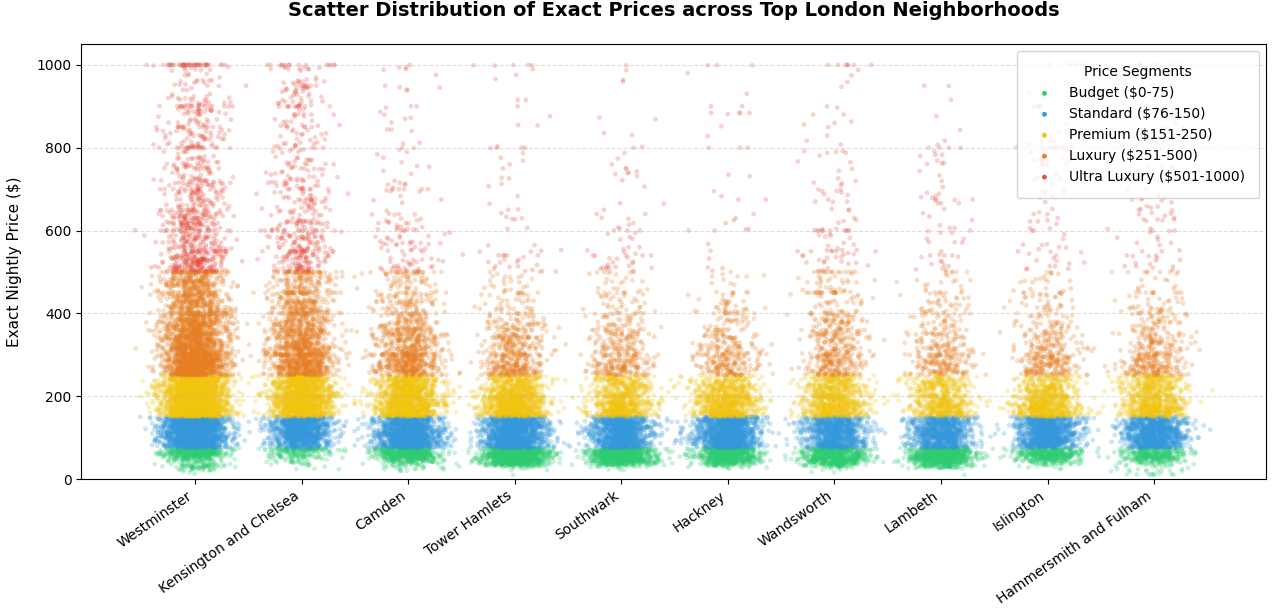 Scatter Distribution of Exact Prices across Top London Neighborhoods
Exact Nightly Price ($)
1000
800
600
400
200
0
Price Segments
Budget ($0-75)
Standard ($76-150)
Premium ($151-250)
Luxury ($251-500)
Ultra Luxury ($501-1000)
Westminster
Kensington and Chelsea
Camden
Tower Hamlets
Southwark
Hackney
Wandsworth
Lambeth
Islington
Hammersmith and Fulham